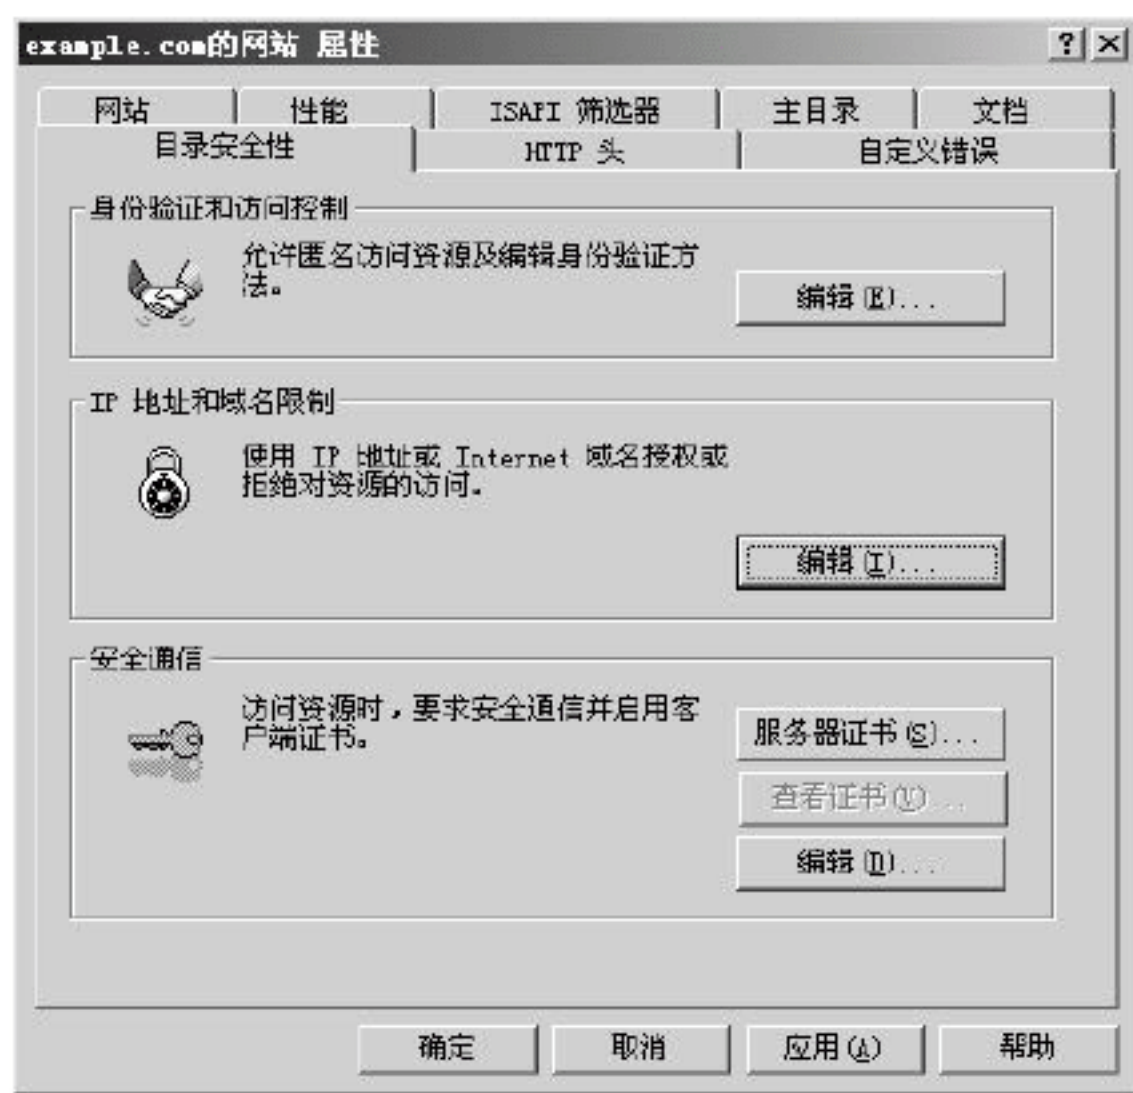 example.com的网站 属性
网站 性能 ISAPI 筛选器 主目录 文档
目录安全性 HTTP 头 自定义错误
身份验证和访问控制
允许匿名访问资源及编辑身份验证方
法。
编辑(E)...
IP 地址和域名限制
使用 IP 地址或 Internet 域名授权或
拒绝对资源的访问。
编辑(I)...
安全通信
访问资源时，要求安全通信并启用客
户端证书。
服务器证书(S)...
查看证书(V)...
编辑(D)...
确定 取消 应用(A) 帮助